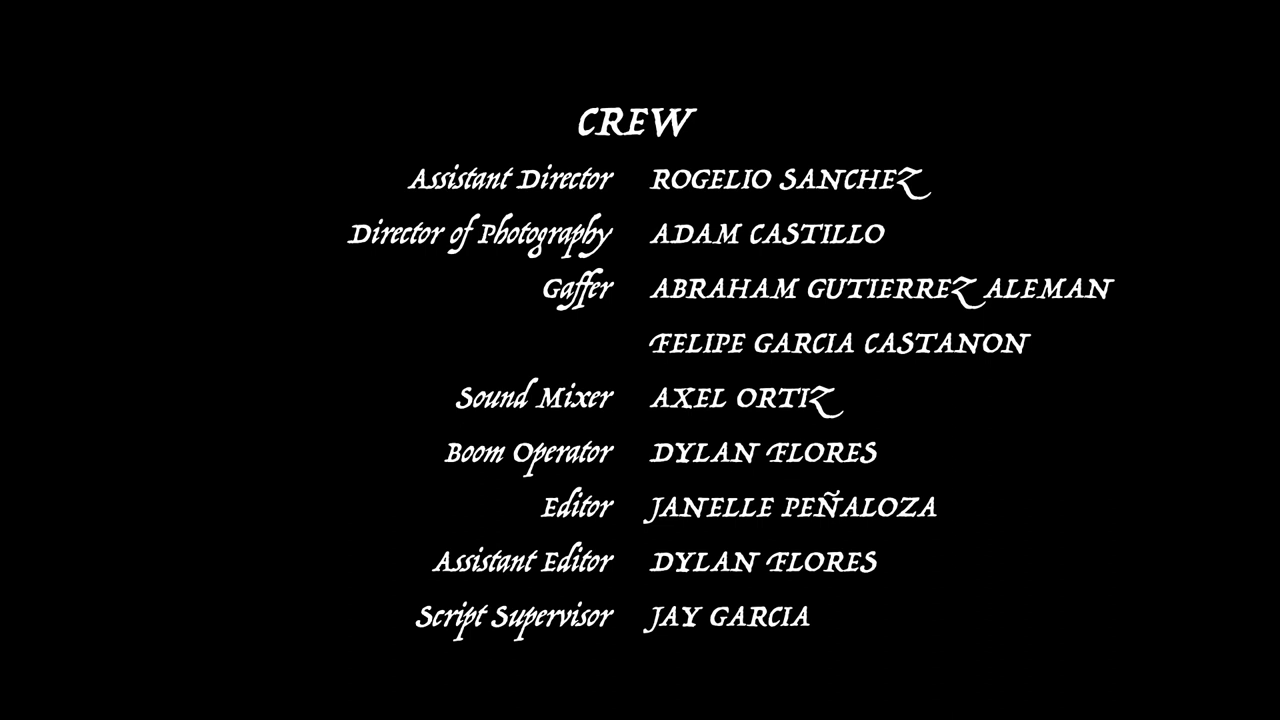 CREW
Assistant Director ROGELIO SANCHEZ
Director of Photography ADAM CASTILLO
Gaffer ABRAHAM GUTIERREZ ALEMAN
FELIPE GARCIA CASTANON
Sound Mixer AXEL ORTIZ
Boom Operator DYLAN FLORES
Editor JANELLE PEÑALOZA
Assistant Editor DYLAN FLORES
Script Supervisor JAY GARCIA